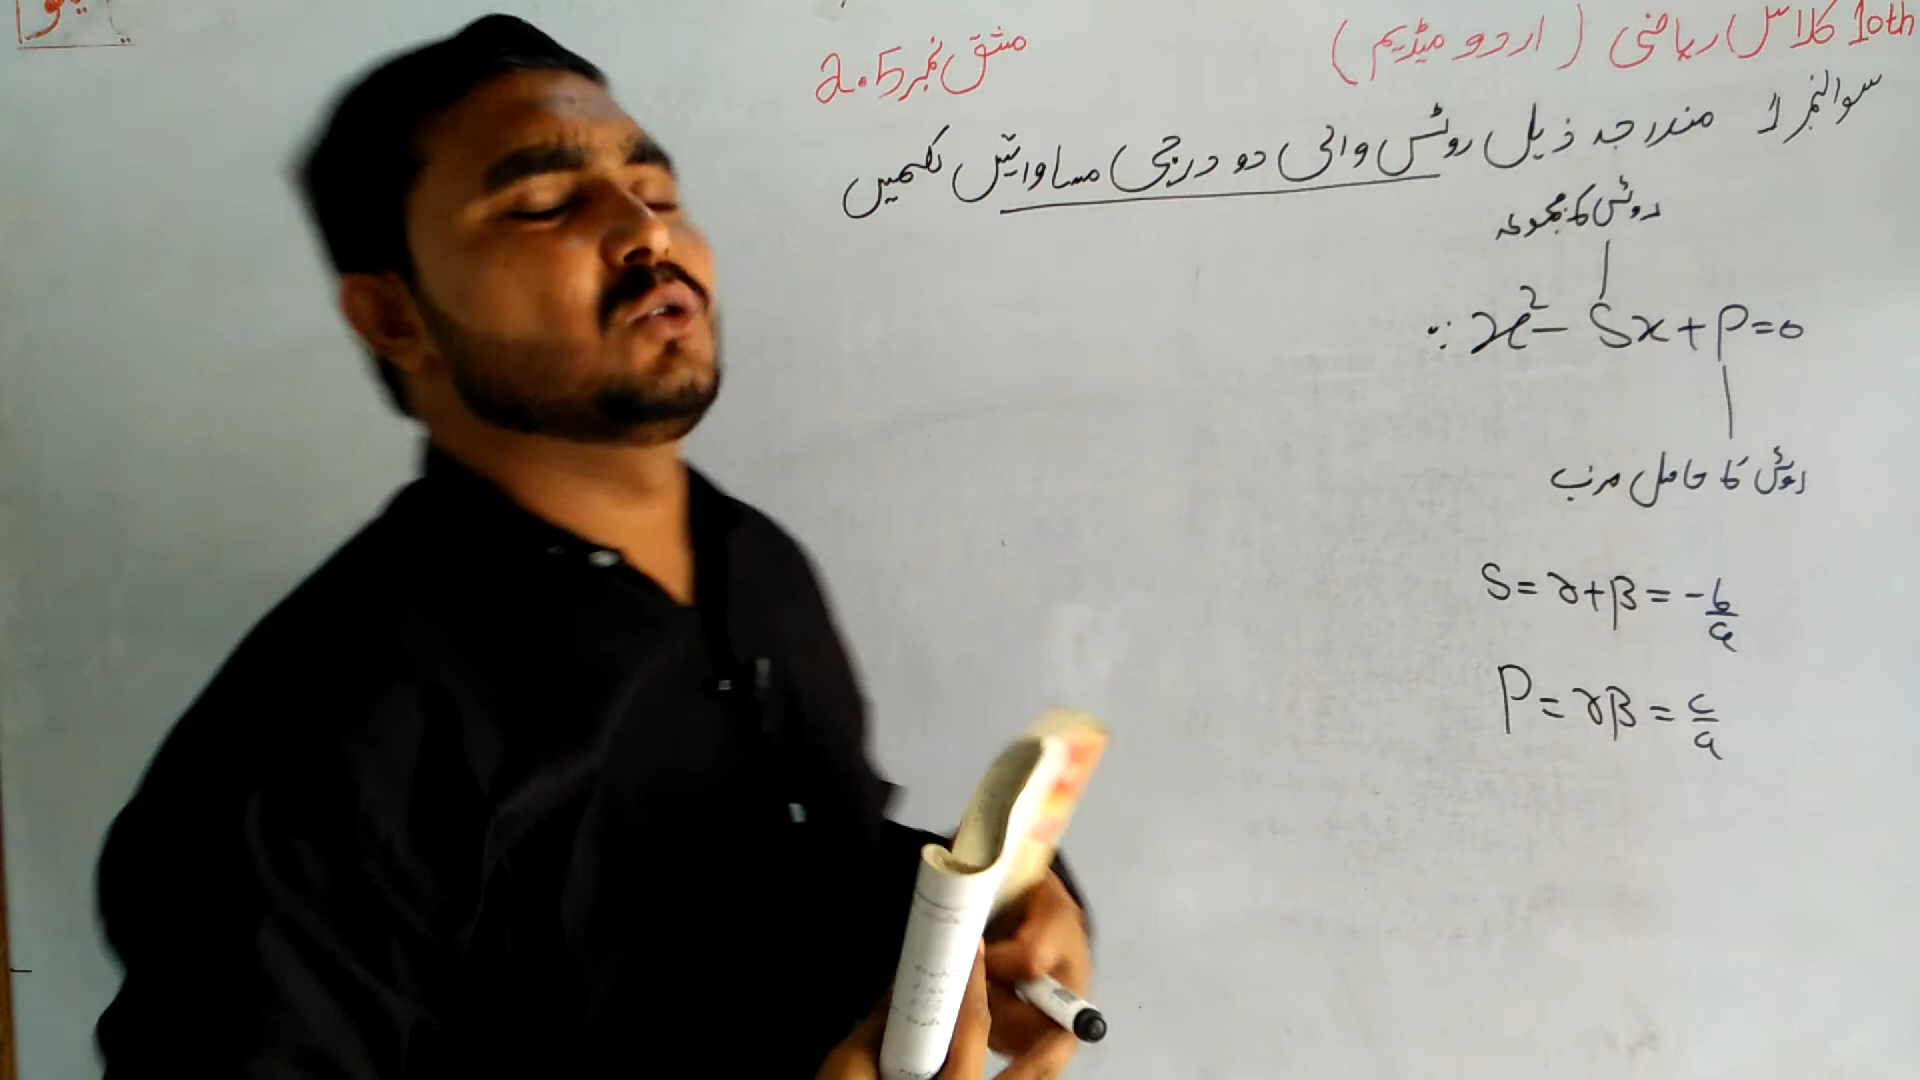 10th کلاس ریاضی ( اردو میڈیم )
مشق نمبر 2.5
سوال نمبر 1 مندرجہ ذیل روٹس والی دو درجی مساواتیں لکھیں
روٹس کا مجموعہ
∵ x² - Sx + P = 0
روٹس کا حاصل ضرب
S = α + β = -b/a
P = αβ = c/a